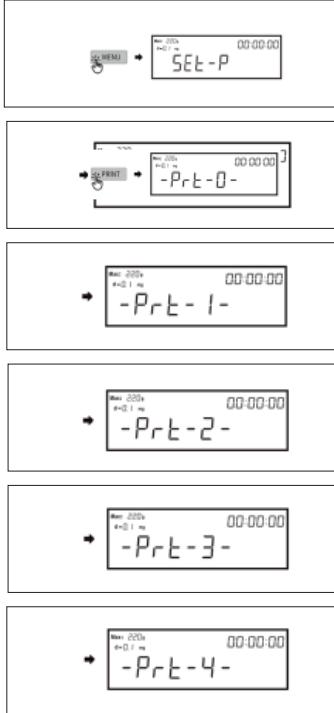 MENU
Max: 220g
d=0.1 mg
00:00:00
SEt-P
PRINT
Max: 220g
d=0.1 mg
00:00:00
-Prt-0-
Max: 220g
d=0.1 mg
00:00:00
-Prt-1-
Max: 220g
d=0.1 mg
00:00:00
-Prt-2-
Max: 220g
d=0.1 mg
00:00:00
-Prt-3-
Max: 220g
d=0.1 mg
00:00:00
-Prt-4-